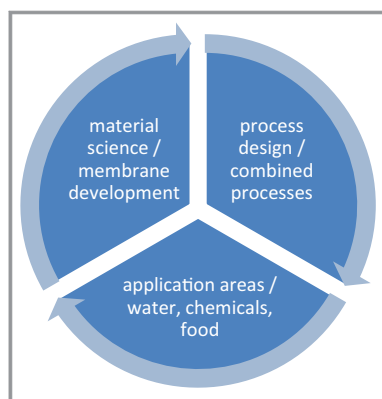 material
science /
membrane
development
process
design /
combined
processes
application areas /
water, chemicals,
food